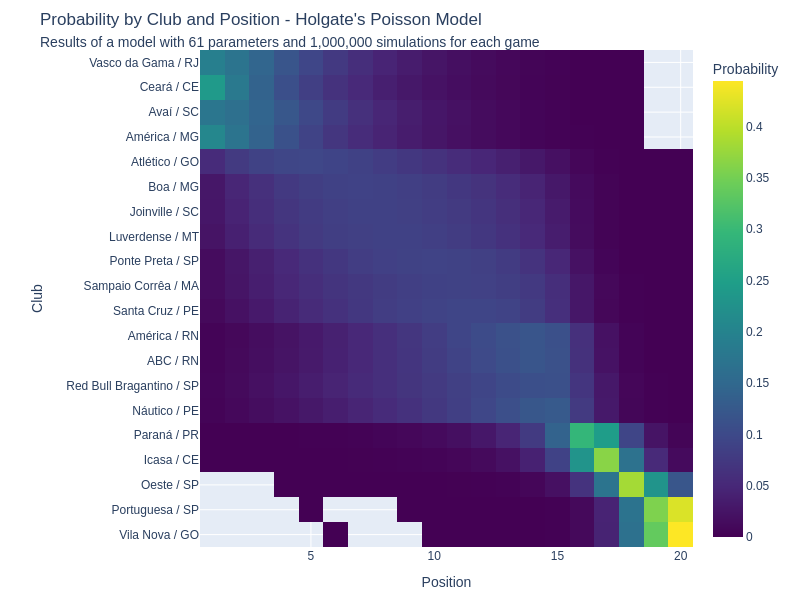 Probability by Club and Position - Holgate's Poisson Model
Results of a model with 61 parameters and 1,000,000 simulations for each game
Probability
Vasco da Gama / RJ
Ceará / CE
Avaí / SC
América / MG
Atlético / GO
Boa / MG
Joinville / SC
Luverdense / MT
Ponte Preta / SP
Sampaio Corrêa / MA
Santa Cruz / PE
América / RN
ABC / RN
Red Bull Bragantino / SP
Náutico / PE
Paraná / PR
Icasa / CE
Oeste / SP
Portuguesa / SP
Vila Nova / GO
Club
5
10
15
20
Position
0.4
0.35
0.3
0.25
0.2
0.15
0.1
0.05
0